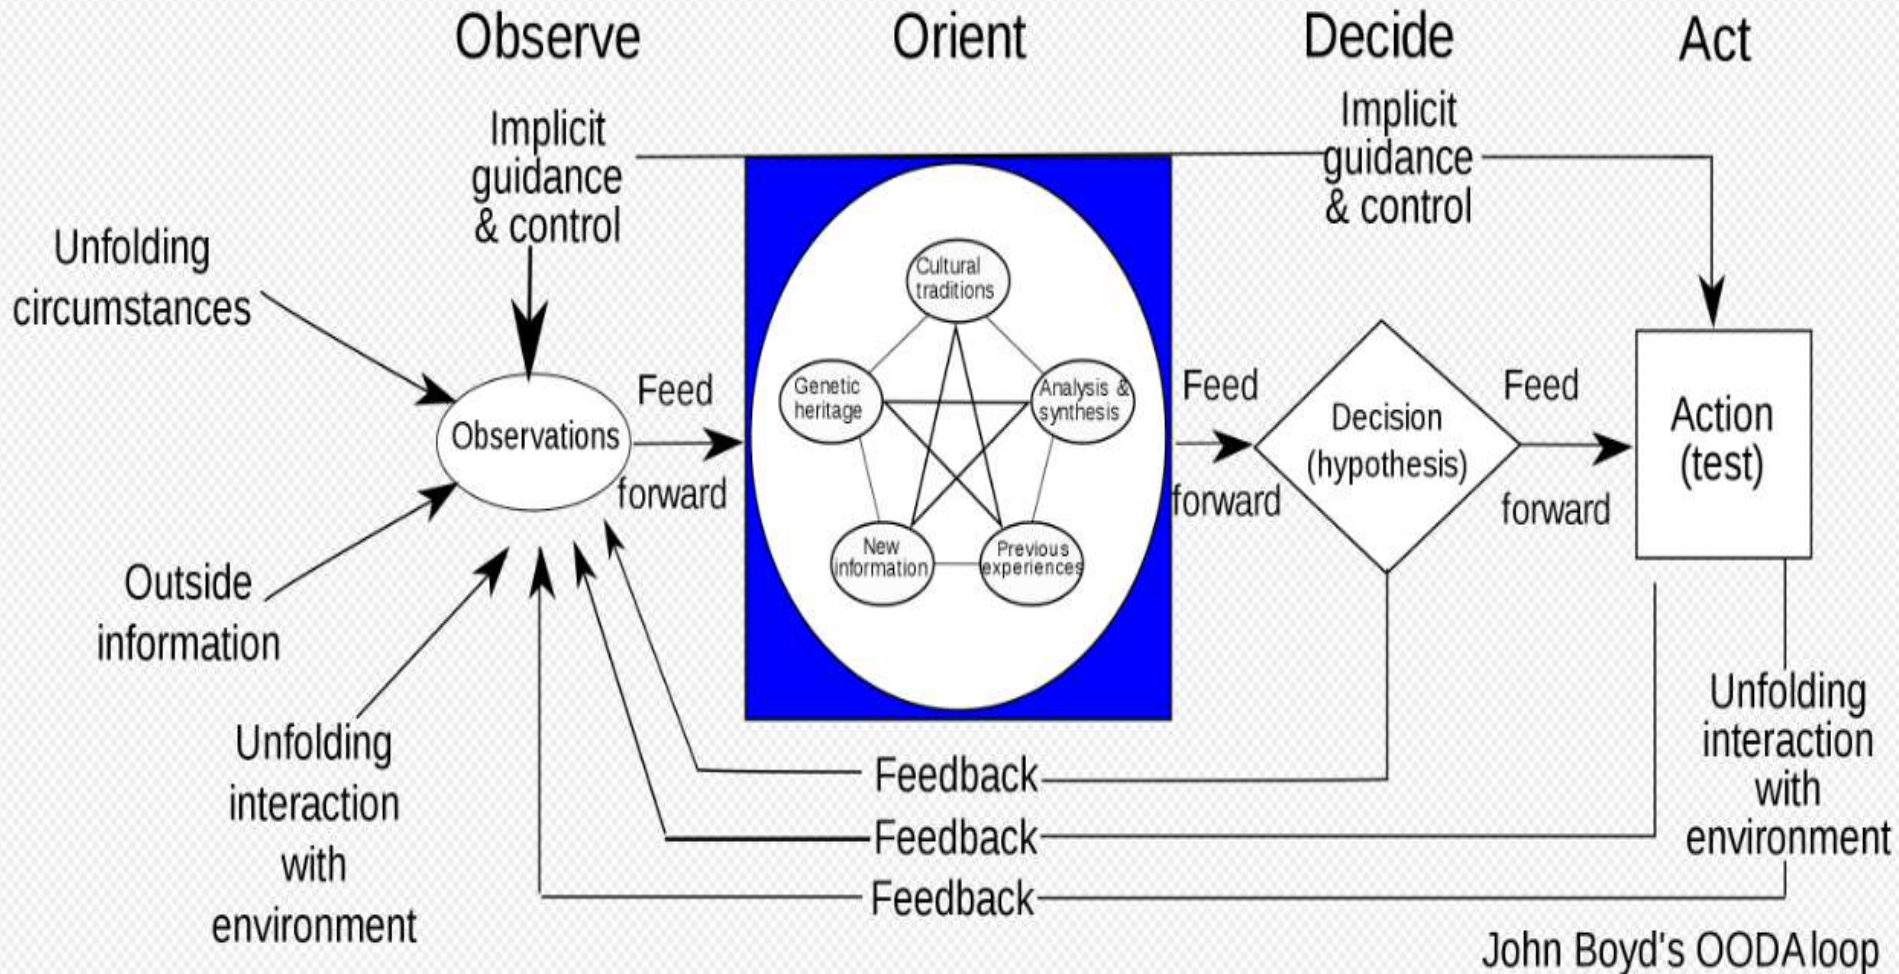 Observe
Orient
Decide
Act
Implicit
guidance
& control
Implicit
guidance
& control
Unfolding
circumstances
Cultural
traditions
Genetic
heritage
Analysis &
synthesis
New
information
Previous
experiences
Observations
Feed
forward
Feed
forward
Decision
(hypothesis)
Feed
forward
Action
(test)
Outside
information
Unfolding
interaction
with
environment
Unfolding
interaction
with
environment
Feedback
Feedback
Feedback
John Boyd's OODA loop